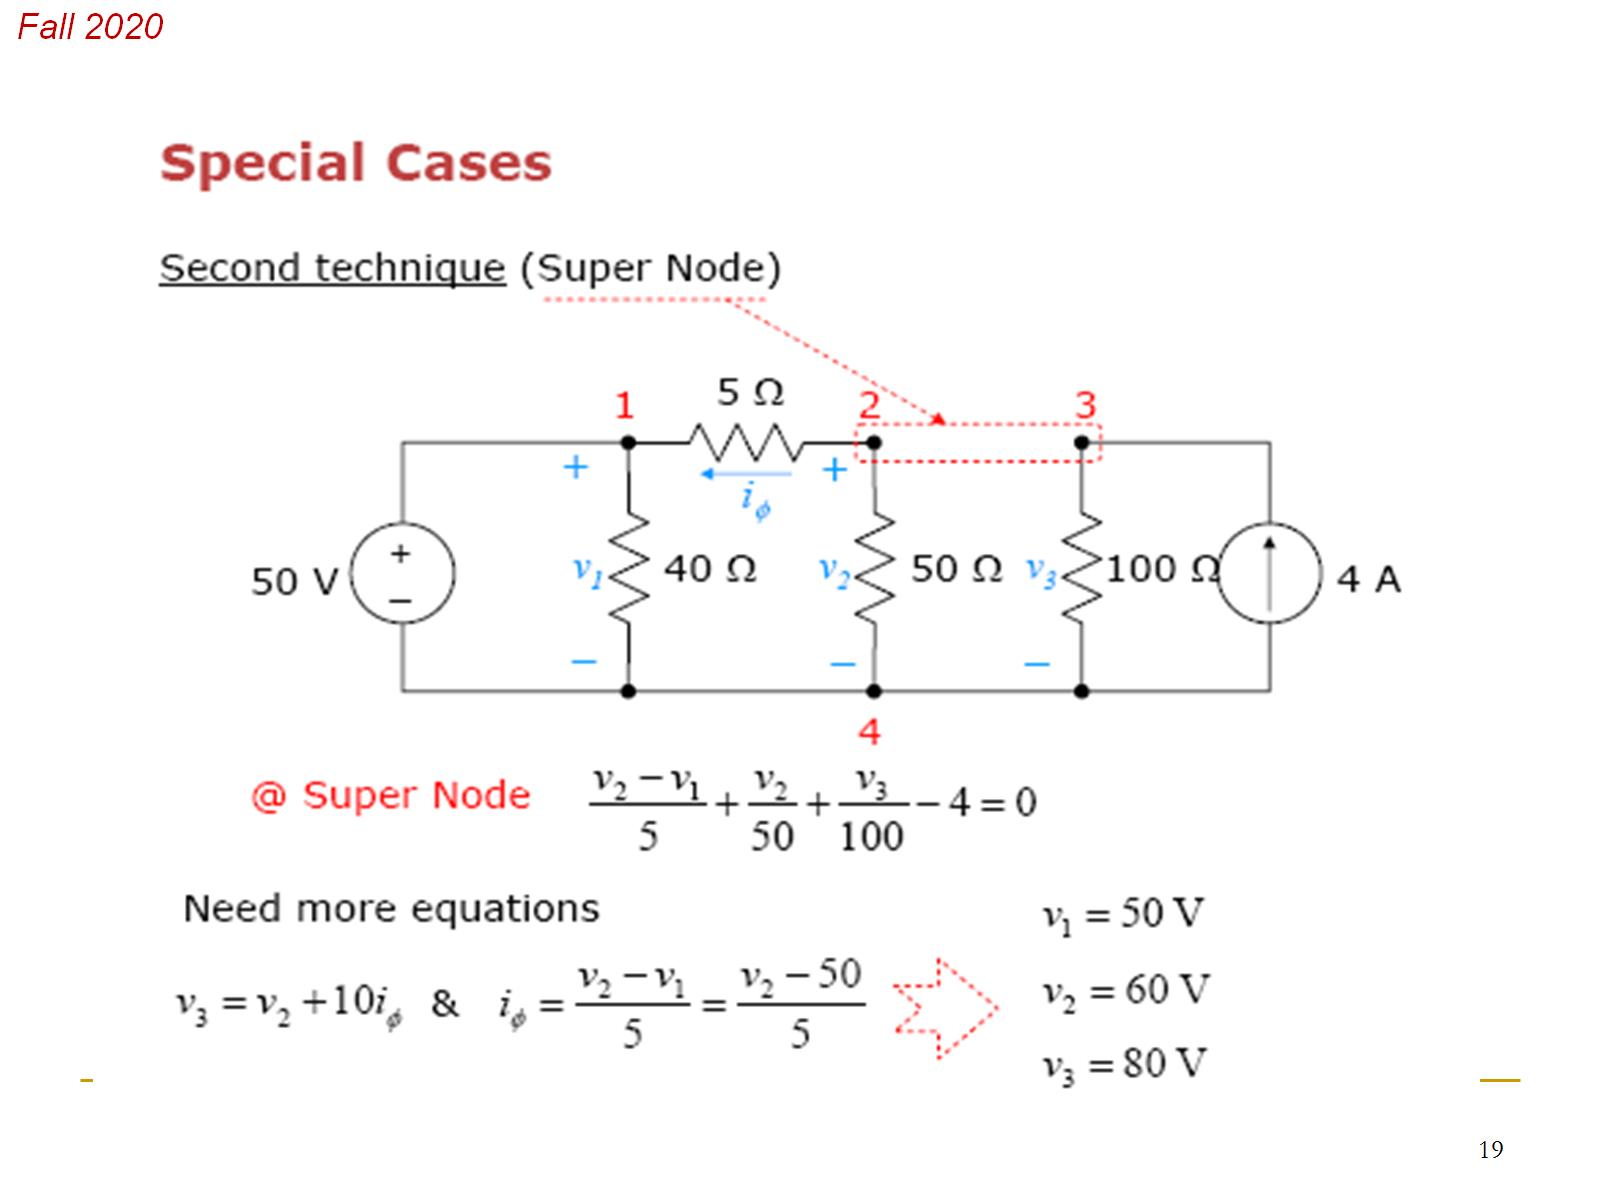 Fall 2020
Special Cases
Second technique (Super Node)
5 Ω
1 2 3
+ +
i_ϕ
50 V + − v₁ 40 Ω v₂ 50 Ω v₃ 100 Ω 4 A
− − −
4
@ Super Node (v₂ − v₁)/5 + v₂/50 + v₃/100 − 4 = 0
Need more equations
v₃ = v₂ + 10i_ϕ & i_ϕ = (v₂ − v₁)/5 = (v₂ − 50)/5
v₁ = 50 V
v₂ = 60 V
v₃ = 80 V
19